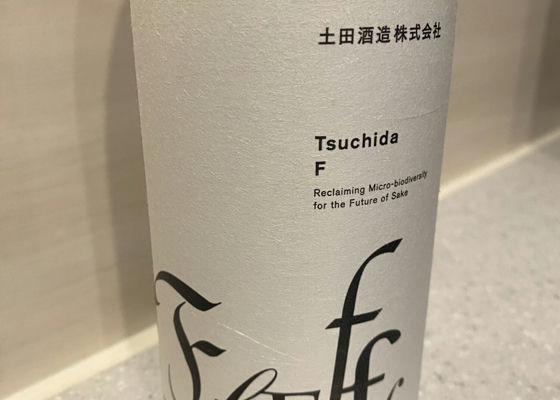 土田酒造株式会社
Tsuchida
F
Reclaiming Micro-biodiversity
for the Future of Sake
F f